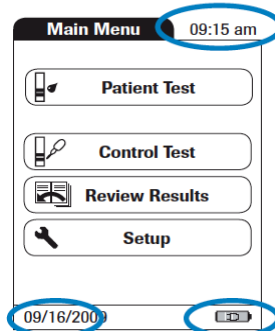 Main Menu 09:15 am
Patient Test
Control Test
Review Results
Setup
09/16/2009